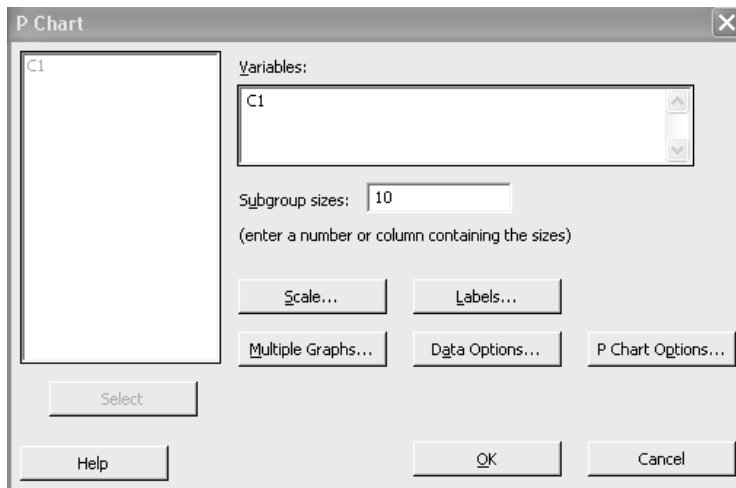 P Chart
C1
Variables:
C1
Subgroup sizes: 10
(enter a number or column containing the sizes)
Scale... Labels...
Multiple Graphs... Data Options... P Chart Options...
Select
Help OK Cancel